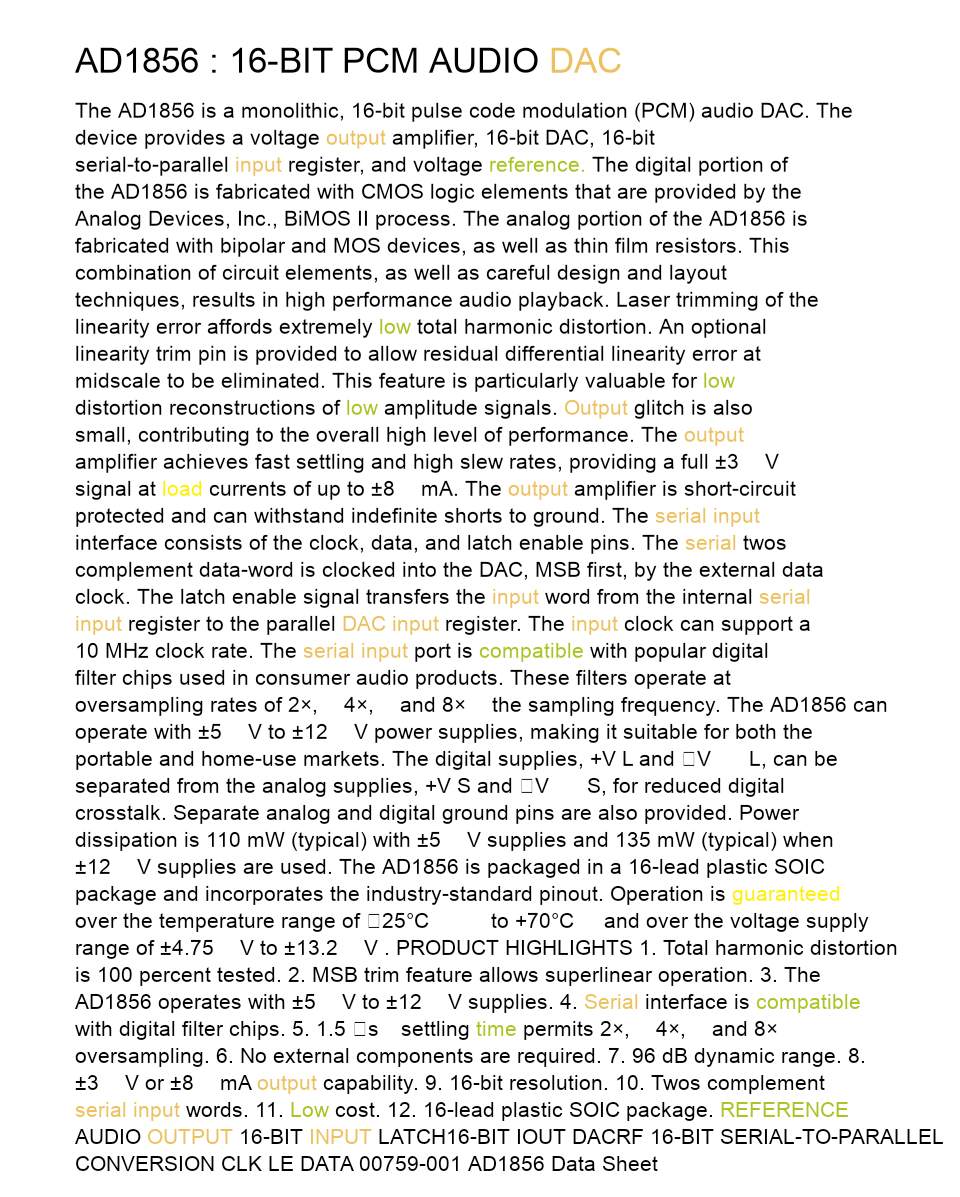 AD1856 : 16-BIT PCM AUDIO DAC
The AD1856 is a monolithic, 16-bit pulse code modulation (PCM) audio DAC. The
device provides a voltage output amplifier, 16-bit DAC, 16-bit
serial-to-parallel input register, and voltage reference. The digital portion of
the AD1856 is fabricated with CMOS logic elements that are provided by the
Analog Devices, Inc., BiMOS II process. The analog portion of the AD1856 is
fabricated with bipolar and MOS devices, as well as thin film resistors. This
combination of circuit elements, as well as careful design and layout
techniques, results in high performance audio playback. Laser trimming of the
linearity error affords extremely low total harmonic distortion. An optional
linearity trim pin is provided to allow residual differential linearity error at
midscale to be eliminated. This feature is particularly valuable for low
distortion reconstructions of low amplitude signals. Output glitch is also
small, contributing to the overall high level of performance. The output
amplifier achieves fast settling and high slew rates, providing a full ±3 V
signal at load currents of up to ±8 mA. The output amplifier is short-circuit
protected and can withstand indefinite shorts to ground. The serial input
interface consists of the clock, data, and latch enable pins. The serial twos
complement data-word is clocked into the DAC, MSB first, by the external data
clock. The latch enable signal transfers the input word from the internal serial
input register to the parallel DAC input register. The input clock can support a
10 MHz clock rate. The serial input port is compatible with popular digital
filter chips used in consumer audio products. These filters operate at
oversampling rates of 2×, 4×, and 8× the sampling frequency. The AD1856 can
operate with ±5 V to ±12 V power supplies, making it suitable for both the
portable and home-use markets. The digital supplies, +V L and □V L, can be
separated from the analog supplies, +V S and □V S, for reduced digital
crosstalk. Separate analog and digital ground pins are also provided. Power
dissipation is 110 mW (typical) with ±5 V supplies and 135 mW (typical) when
±12 V supplies are used. The AD1856 is packaged in a 16-lead plastic SOIC
package and incorporates the industry-standard pinout. Operation is guaranteed
over the temperature range of □25°C to +70°C and over the voltage supply
range of ±4.75 V to ±13.2 V . PRODUCT HIGHLIGHTS 1. Total harmonic distortion
is 100 percent tested. 2. MSB trim feature allows superlinear operation. 3. The
AD1856 operates with ±5 V to ±12 V supplies. 4. Serial interface is compatible
with digital filter chips. 5. 1.5 □s settling time permits 2×, 4×, and 8×
oversampling. 6. No external components are required. 7. 96 dB dynamic range. 8.
±3 V or ±8 mA output capability. 9. 16-bit resolution. 10. Twos complement
serial input words. 11. Low cost. 12. 16-lead plastic SOIC package. REFERENCE
AUDIO OUTPUT 16-BIT INPUT LATCH16-BIT IOUT DACRF 16-BIT SERIAL-TO-PARALLEL
CONVERSION CLK LE DATA 00759-001 AD1856 Data Sheet